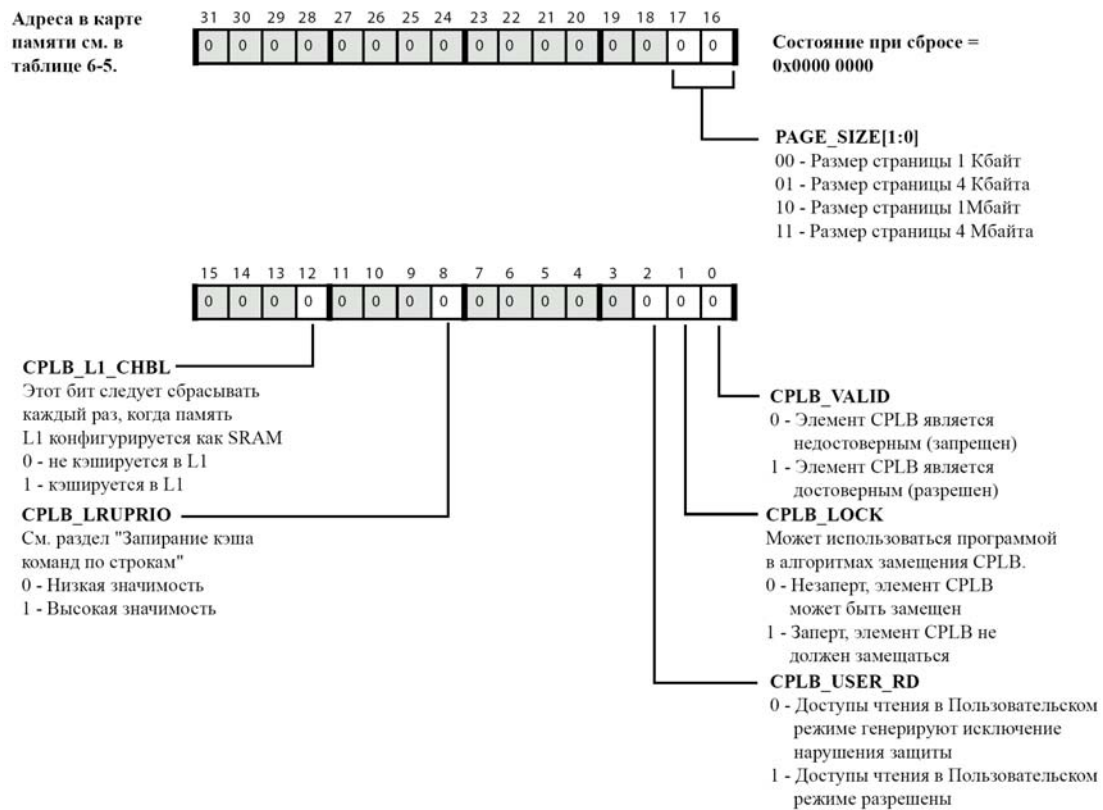 Адреса в карте
памяти см. в
таблице 6-5.
31 30 29 28 27 26 25 24 23 22 21 20 19 18 17 16
0 0 0 0 0 0 0 0 0 0 0 0 0 0 0 0
Состояние при сбросе =
0x0000 0000
PAGE_SIZE[1:0]
00 - Размер страницы 1 Кбайт
01 - Размер страницы 4 Кбайта
10 - Размер страницы 1Мбайт
11 - Размер страницы 4 Мбайта
15 14 13 12 11 10 9 8 7 6 5 4 3 2 1 0
0 0 0 0 0 0 0 0 0 0 0 0 0 0 0 0
CPLB_L1_CHBL
Этот бит следует сбрасывать
каждый раз, когда память
L1 конфигурируется как SRAM
0 - не кэшируется в L1
1 - кэшируется в L1
CPLB_LRUPRIO
См. раздел "Запирание кэша
команд по строкам"
0 - Низкая значимость
1 - Высокая значимость
CPLB_VALID
0 - Элемент CPLB является
недостоверным (запрещен)
1 - Элемент CPLB является
достоверным (разрешен)
CPLB_LOCK
Может использоваться программой
в алгоритмах замещения CPLB.
0 - Незаперт, элемент CPLB
может быть замещен
1 - Заперт, элемент CPLB не
должен замещаться
CPLB_USER_RD
0 - Доступы чтения в Пользовательском
режиме генерируют исключение
нарушения защиты
1 - Доступы чтения в Пользовательском
режиме разрешены